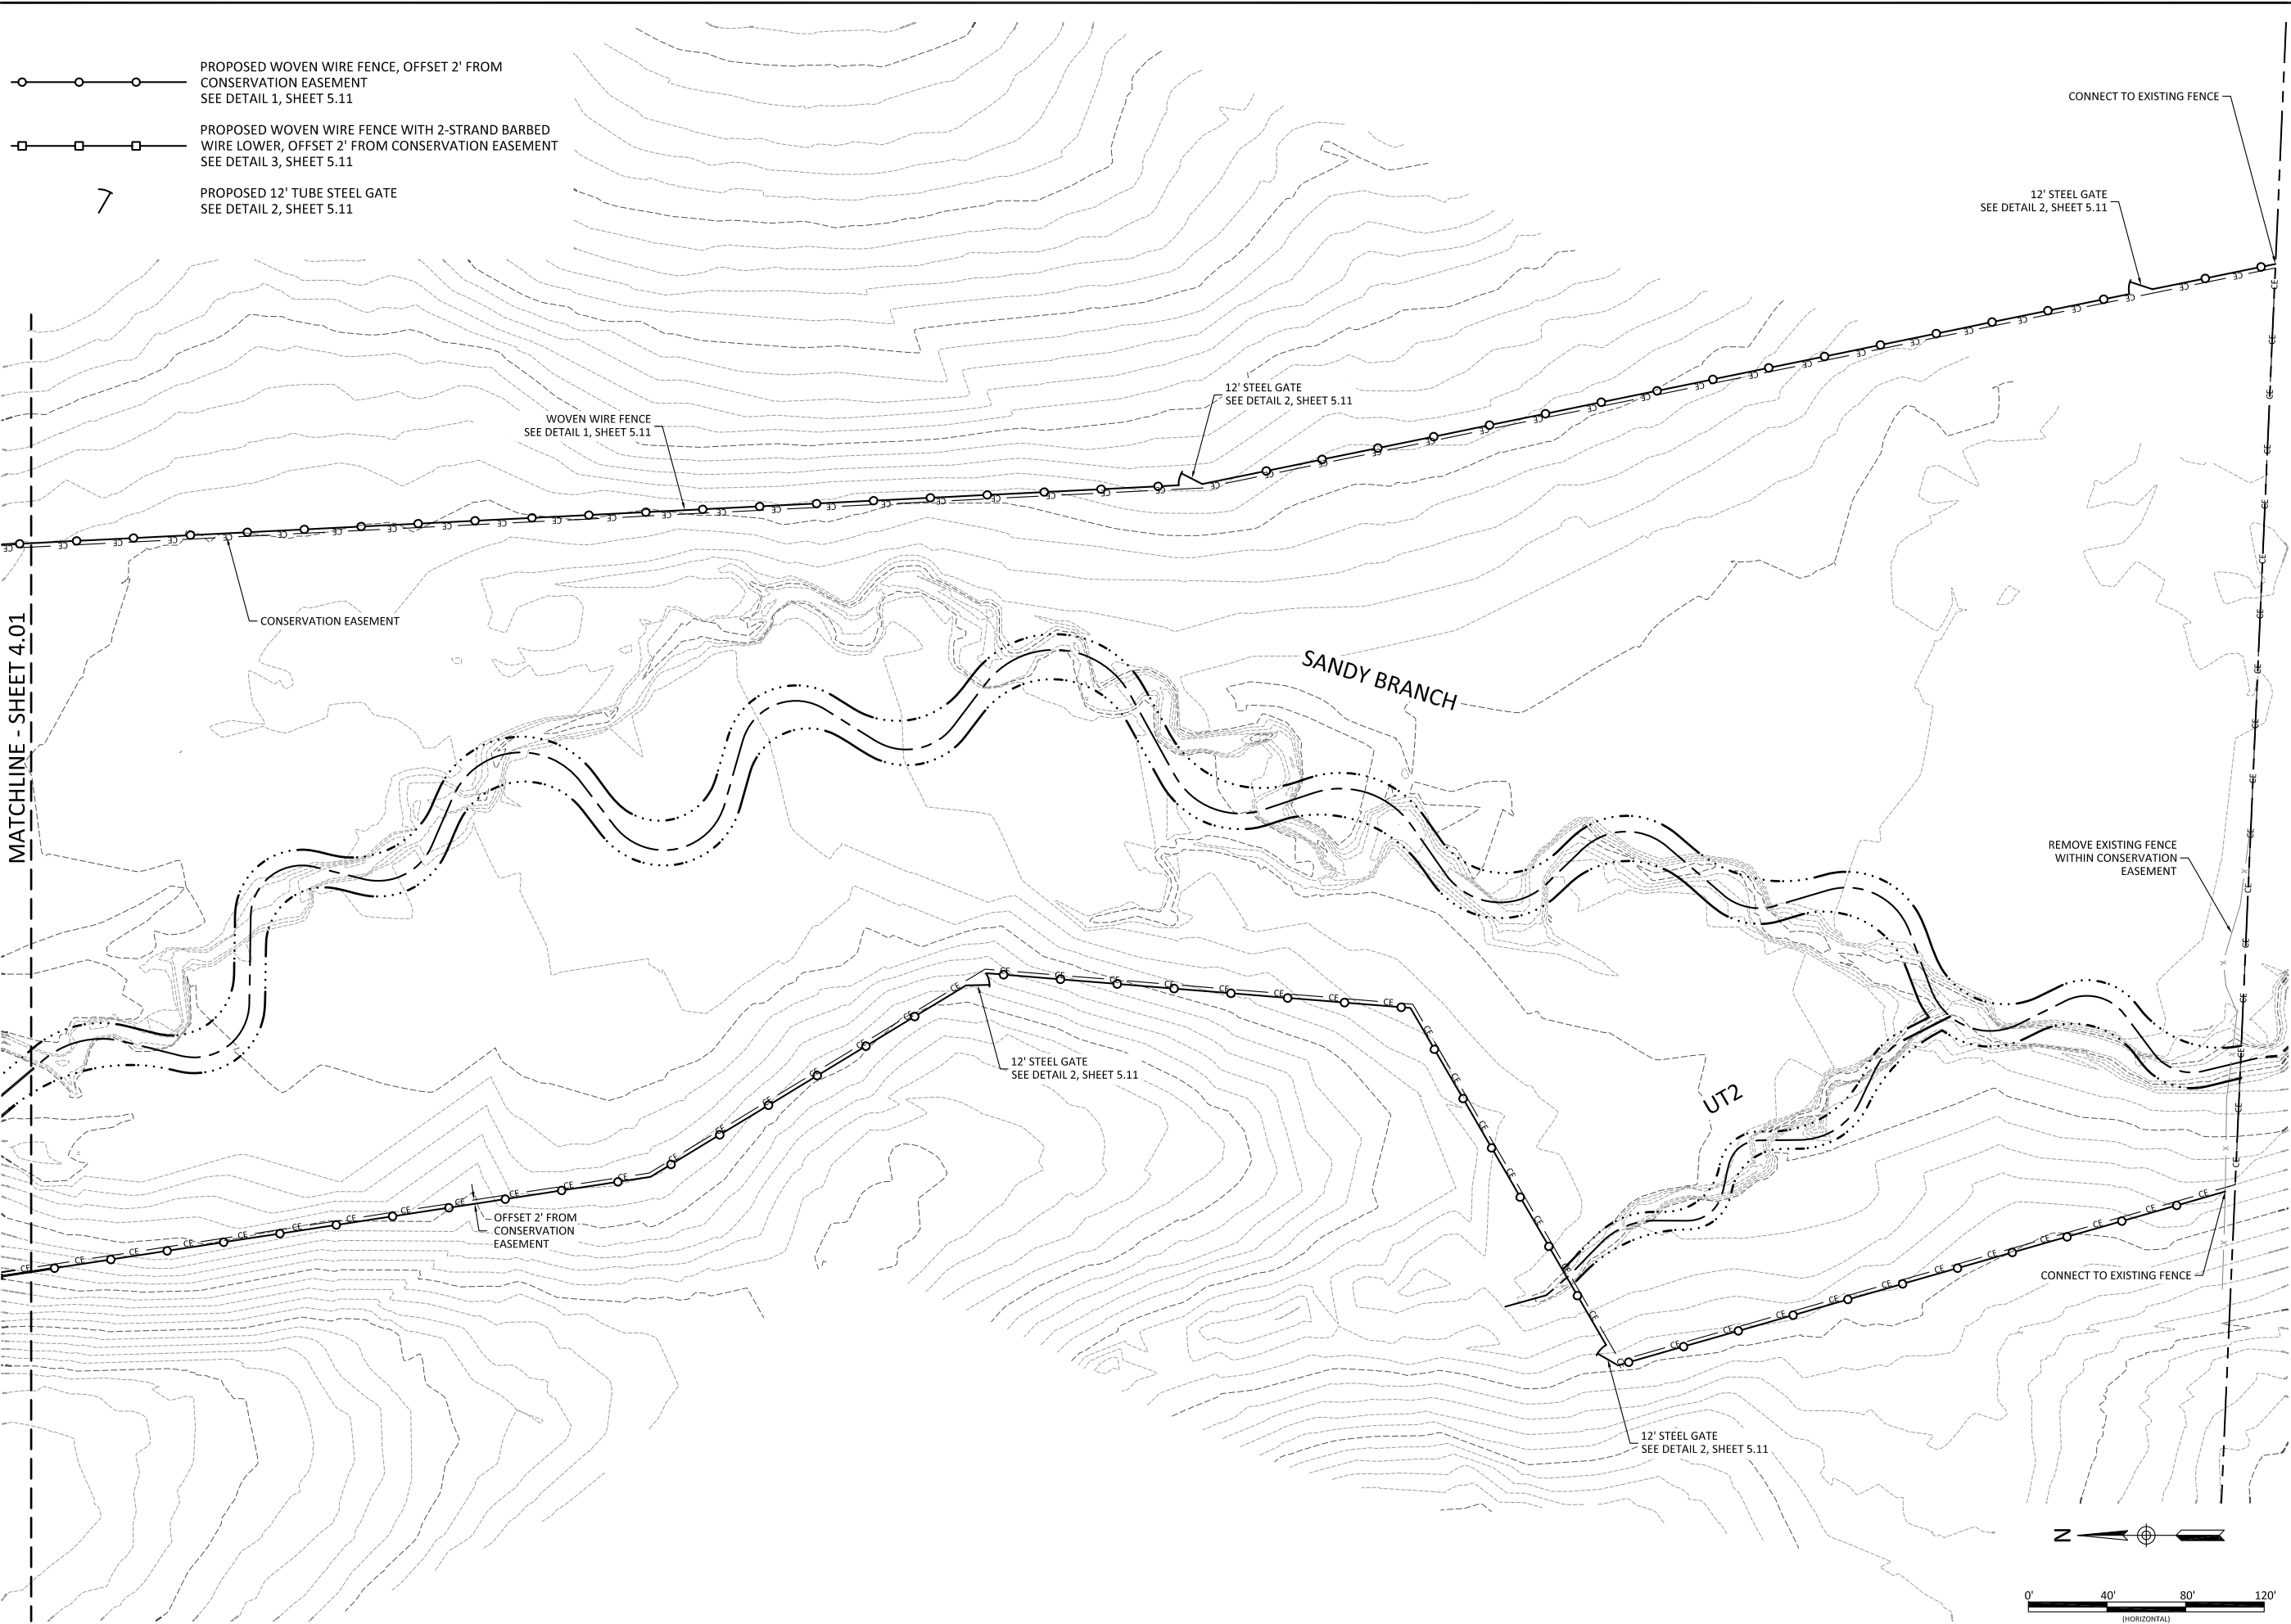 PROPOSED WOVEN WIRE FENCE, OFFSET 2' FROM
CONSERVATION EASEMENT
SEE DETAIL 1, SHEET 5.11
PROPOSED WOVEN WIRE FENCE WITH 2-STRAND BARBED
WIRE LOWER, OFFSET 2' FROM CONSERVATION EASEMENT
SEE DETAIL 3, SHEET 5.11
PROPOSED 12' TUBE STEEL GATE
SEE DETAIL 2, SHEET 5.11
CONNECT TO EXISTING FENCE
12' STEEL GATE
SEE DETAIL 2, SHEET 5.11
12' STEEL GATE
SEE DETAIL 2, SHEET 5.11
WOVEN WIRE FENCE
SEE DETAIL 1, SHEET 5.11
CONSERVATION EASEMENT
MATCHLINE - SHEET 4.01
SANDY BRANCH
REMOVE EXISTING FENCE
WITHIN CONSERVATION
EASEMENT
12' STEEL GATE
SEE DETAIL 2, SHEET 5.11
UT2
OFFSET 2' FROM
CONSERVATION
EASEMENT
CONNECT TO EXISTING FENCE
12' STEEL GATE
SEE DETAIL 2, SHEET 5.11
CE
N
0' 40' 80' 120'
(HORIZONTAL)